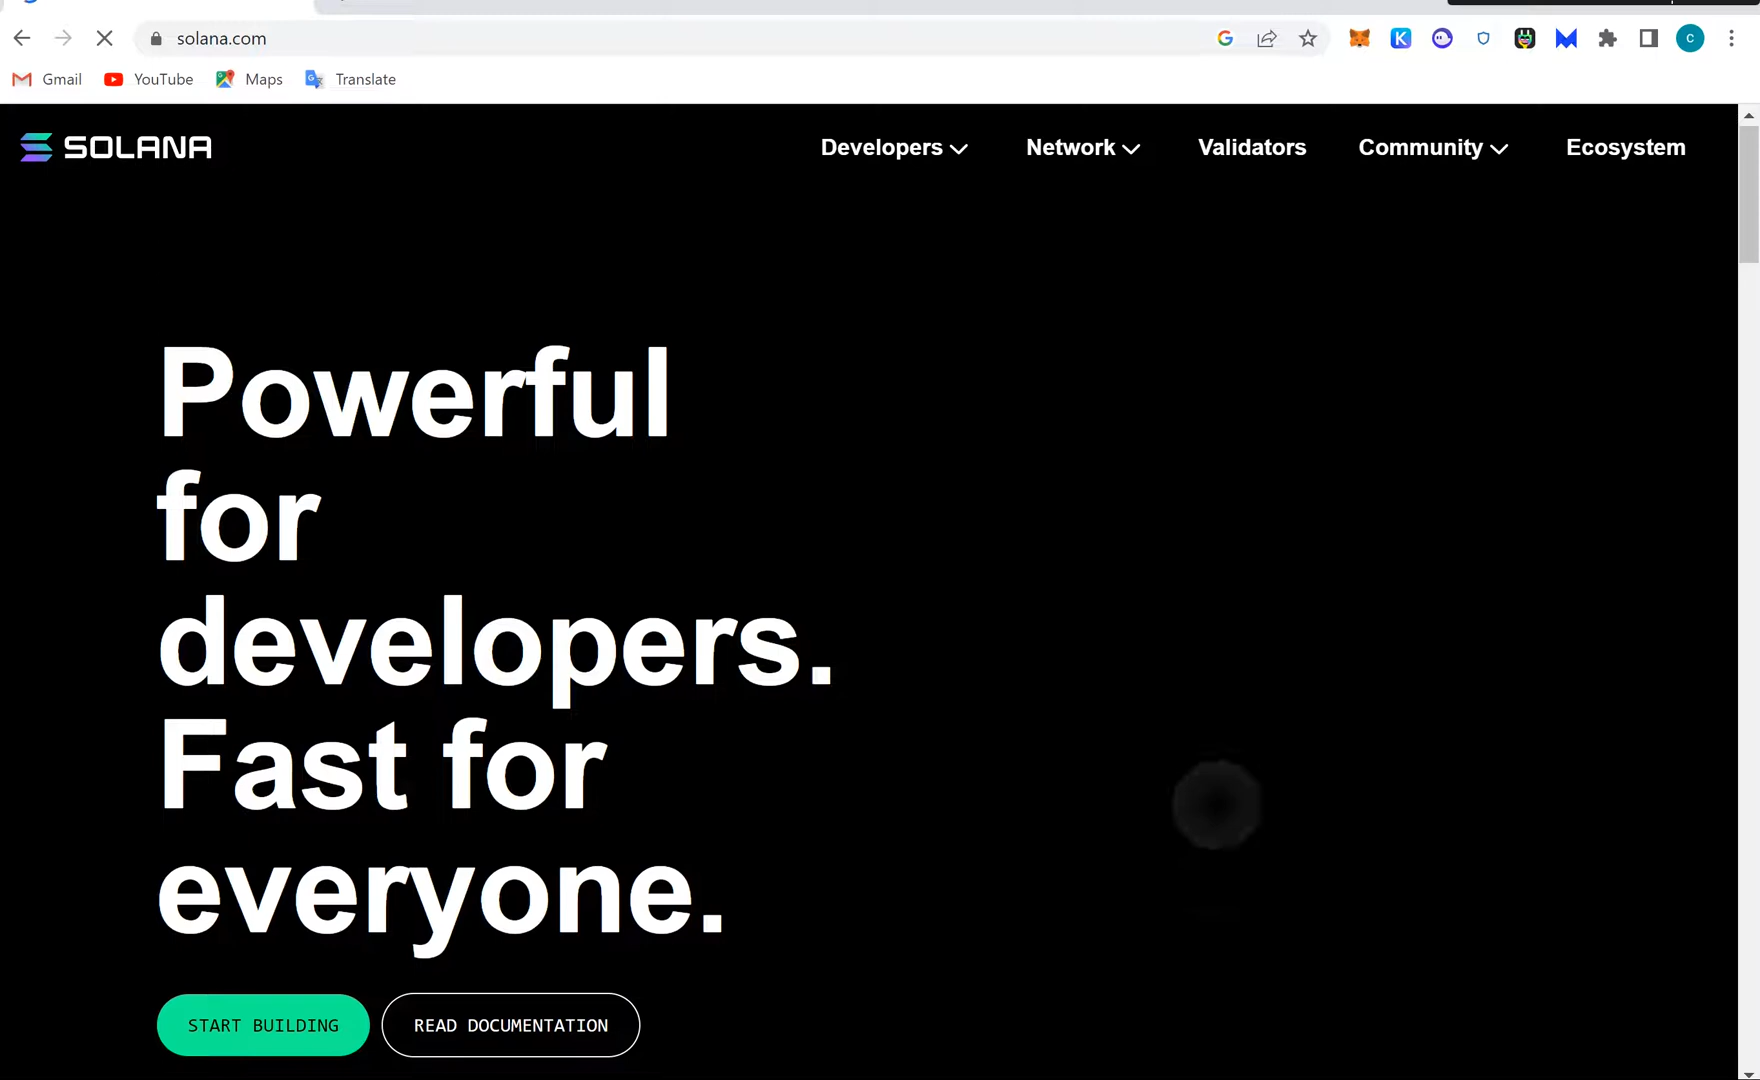 solana.com
Gmail YouTube Maps Translate
SOLANA Developers Network Validators Community Ecosystem
Powerful
for
developers.
Fast for
everyone.
START BUILDING READ DOCUMENTATION